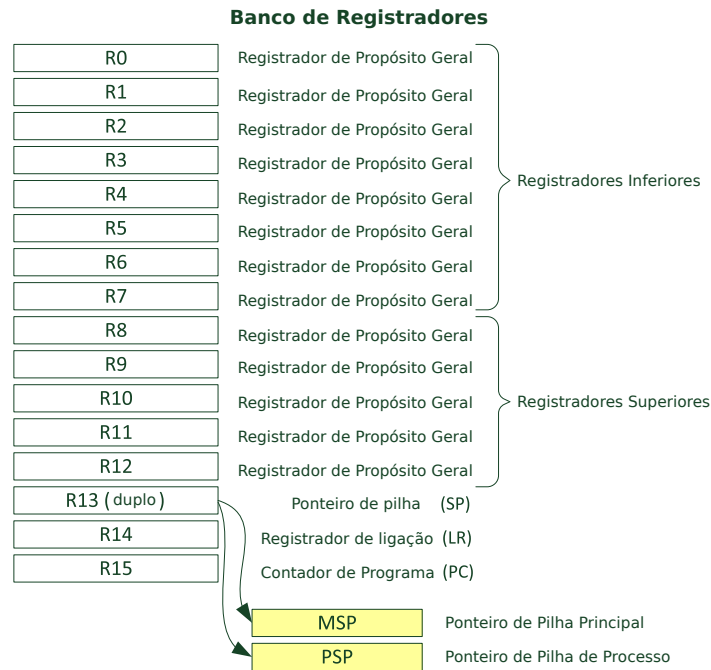 Banco de Registradores
R0 Registrador de Propósito Geral
R1 Registrador de Propósito Geral
R2 Registrador de Propósito Geral
R3 Registrador de Propósito Geral
Registradores Inferiores
R4 Registrador de Propósito Geral
R5 Registrador de Propósito Geral
R6 Registrador de Propósito Geral
R7 Registrador de Propósito Geral
R8 Registrador de Propósito Geral
R9 Registrador de Propósito Geral
R10 Registrador de Propósito Geral
Registradores Superiores
R11 Registrador de Propósito Geral
R12 Registrador de Propósito Geral
R13 (duplo) Ponteiro de pilha (SP)
R14 Registrador de ligação (LR)
R15 Contador de Programa (PC)
MSP Ponteiro de Pilha Principal
PSP Ponteiro de Pilha de Processo